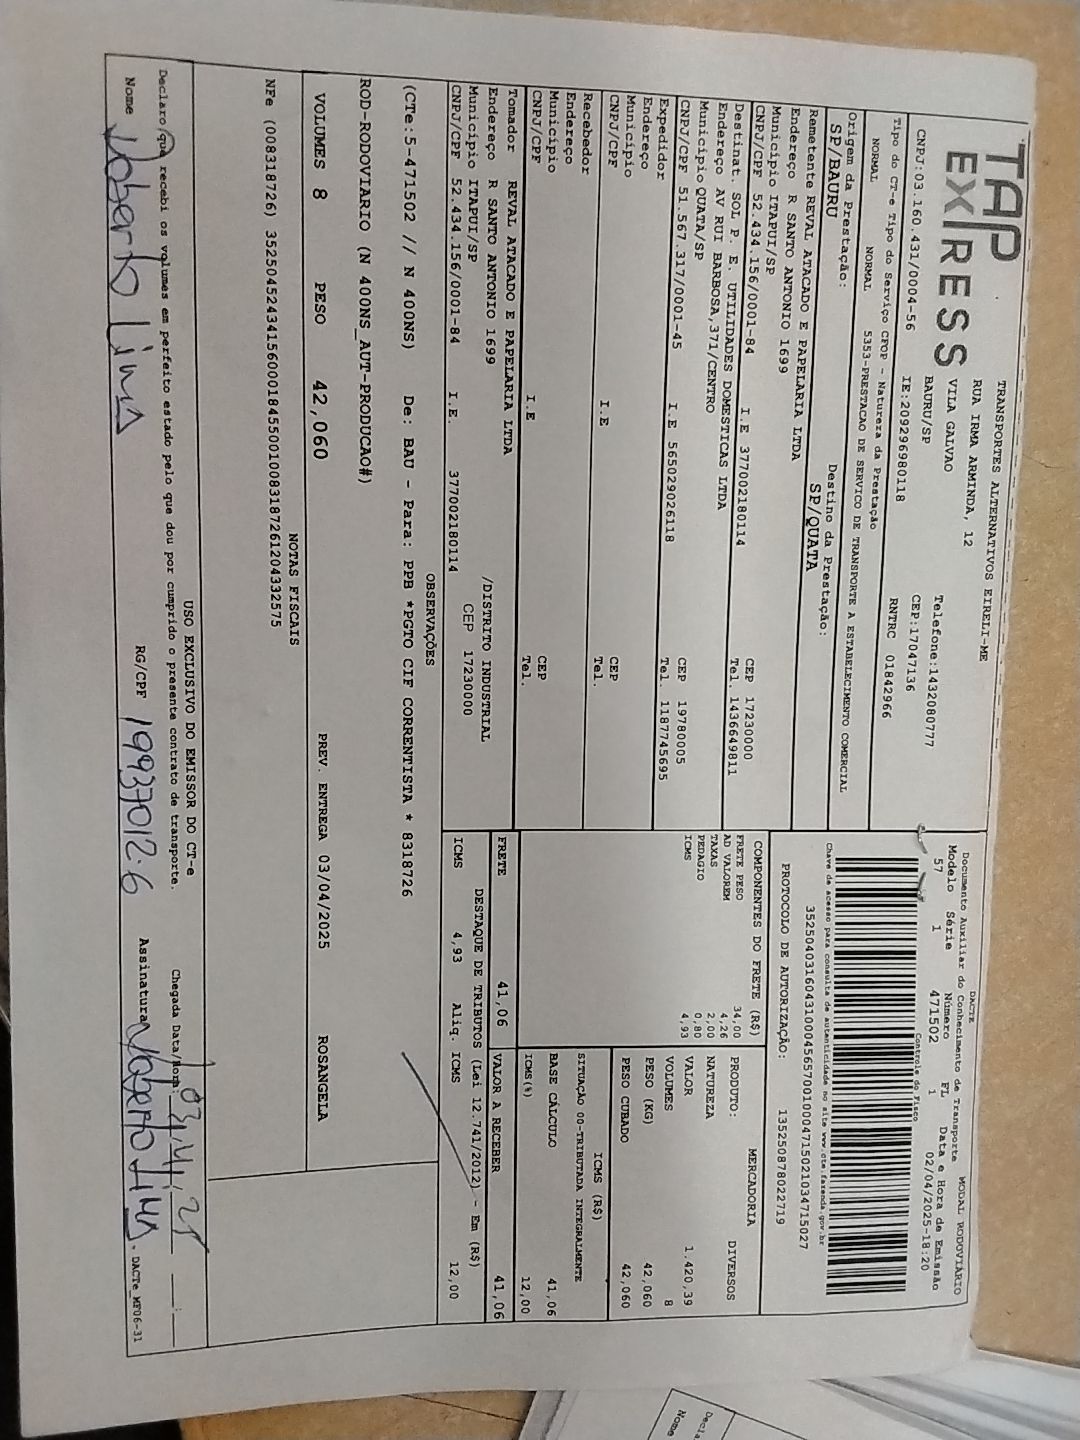 TAP
EXPRESS
TRANSPORTES ALTERNATIVOS EIRELI-ME
RUA IRMA ARMINDA, 12
VILA GALVAO
BAURU/SP
Telefone:1432080777
CEP:17047136
CNPJ:03.160.431/0004-56 IE:209296980118 RNTRC 01842966
Tipo do CT-e Tipo do Serviço CFOP - Natureza da Prestação
NORMAL NORMAL 5353-PRESTACAO DE SERVICO DE TRANSPORTE A ESTABELECIMENTO COMERCIAL
Origem da Prestação: Destino da Prestação:
SP/BAURU SP/QUATA
Remetente REVAL ATACADO E PAPELARIA LTDA
Endereço R SANTO ANTONIO 1699
Município ITAPUI/SP CEP 17230000
CNPJ/CPF 52.434.156/0001-84 I.E 377002180114 Tel. 1436649811
Destinat. SOL P. E. UTILIDADES DOMESTICAS LTDA
Endereço AV RUI BARBOSA,371/CENTRO
Município QUATA/SP CEP 19780005
CNPJ/CPF 51.567.317/0001-45 I.E 565029026118 Tel. 1187745695
Expedidor
Endereço
Município CEP
CNPJ/CPF I.E Tel.
Recebedor
Endereço
Município CEP
CNPJ/CPF I.E Tel.
Tomador REVAL ATACADO E PAPELARIA LTDA
Endereço R SANTO ANTONIO 1699 /DISTRITO INDUSTRIAL
Município ITAPUI/SP CEP 17230000
CNPJ/CPF 52.434.156/0001-84 I.E. 377002180114
DACTE MODAL RODOVIÁRIO
Documento Auxiliar do Conhecimento de Transporte
Modelo Série Número FL Data e Hora de Emissão
57 1 471502 1 02/04/2025-18:20
Controle do Fisco
Chave de acesso para consulta de autenticidade no site www.cte.fazenda.gov.br
35250403160431000456570010004715021034715027
PROTOCOLO DE AUTORIZAÇÃO: 135250878022719
COMPONENTES DO FRETE (R$)
FRETE PESO 34,00
AD VALOREM 4,26
TAXAS 2,00
PEDAGIO 0,80
ICMS 4,93
MERCADORIA
PRODUTO: DIVERSOS
NATUREZA
VALOR 1.420,39
VOLUMES 8
PESO (KG) 42,060
PESO CUBADO 42,060
ICMS (R$)
SITUAÇÃO 00-TRIBUTADA INTEGRALMENTE
BASE CÁLCULO 41,06
ICMS(%) 12,00
FRETE 41,06 VALOR A RECEBER 41,06
DESTAQUE DE TRIBUTOS (Lei 12.741/2012) - Em (R$)
ICMS 4,93 Aliq. ICMS 12,00
OBSERVAÇÕES
(CTe:5-471502 // N 400NS) De: BAU - Para: PPB *PGTO CIF CORRENTISTA * 8318726
ROD-RODOVIARIO (N 400NS_AUT-PRODUCAO#)
VOLUMES 8 PESO 42,060 PREV. ENTREGA 03/04/2025 ROSANGELA
NOTAS FISCAIS
NFe (008318726) 35250452434156000184550010083187261204332575
USO EXCLUSIVO DO EMISSOR DO CT-e
Declaro que recebi os volumes em perfeito estado pelo que dou por cumprido o presente contrato de transporte. Chegada Data/Hora:
Nome Roberto Lima RG/CPF 19937012-6 Assinatura Roberto Lima . DACTe_MF06-31
Decla
Nome